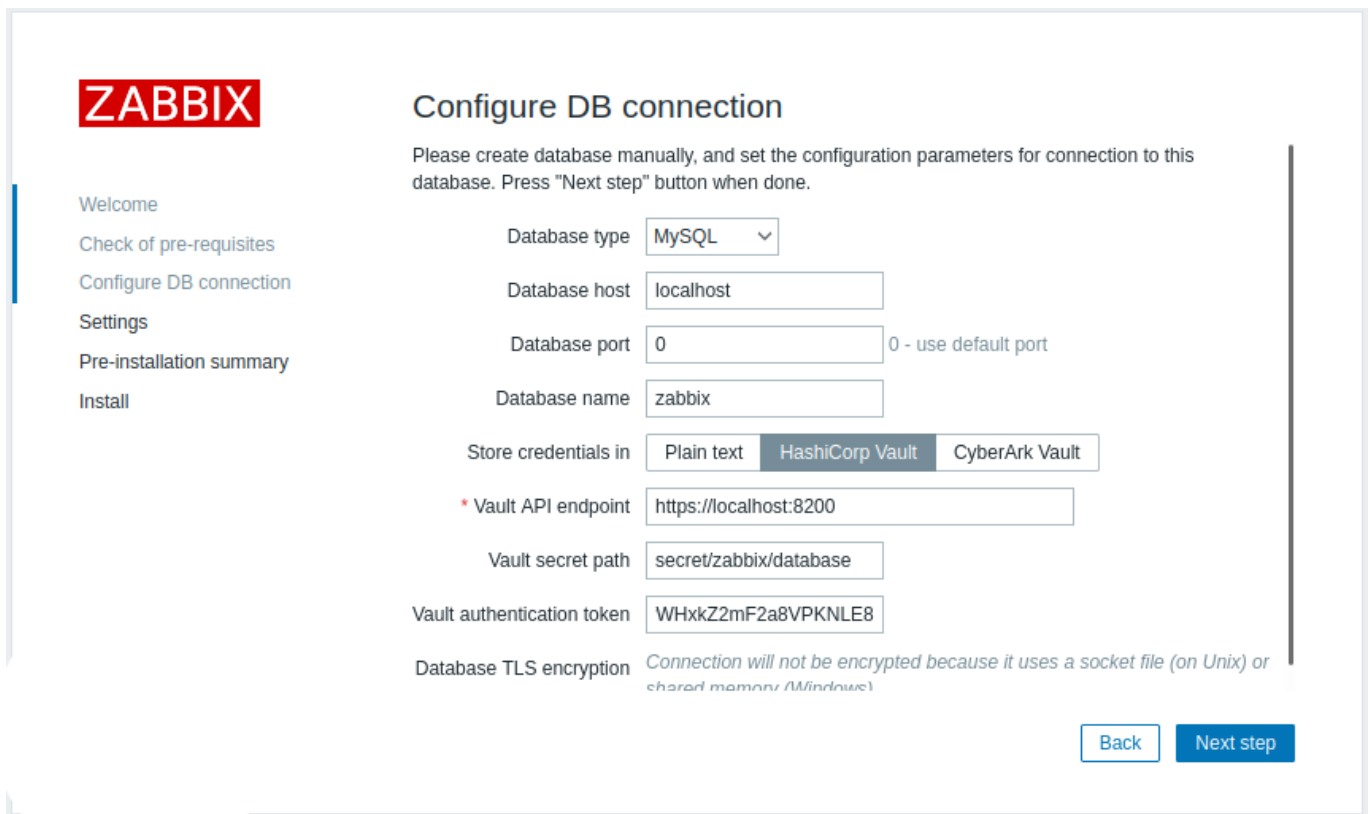 ZABBIX
Welcome
Check of pre-requisites
Configure DB connection
Settings
Pre-installation summary
Install
Configure DB connection
Please create database manually, and set the configuration parameters for connection to this
database. Press "Next step" button when done.
Database type MySQL
Database host localhost
Database port 0 0 - use default port
Database name zabbix
Store credentials in Plain text HashiCorp Vault CyberArk Vault
* Vault API endpoint https://localhost:8200
Vault secret path secret/zabbix/database
Vault authentication token WHxkZ2mF2a8VPKNLE8
Database TLS encryption Connection will not be encrypted because it uses a socket file (on Unix) or
shared memory (Windows)
Back Next step